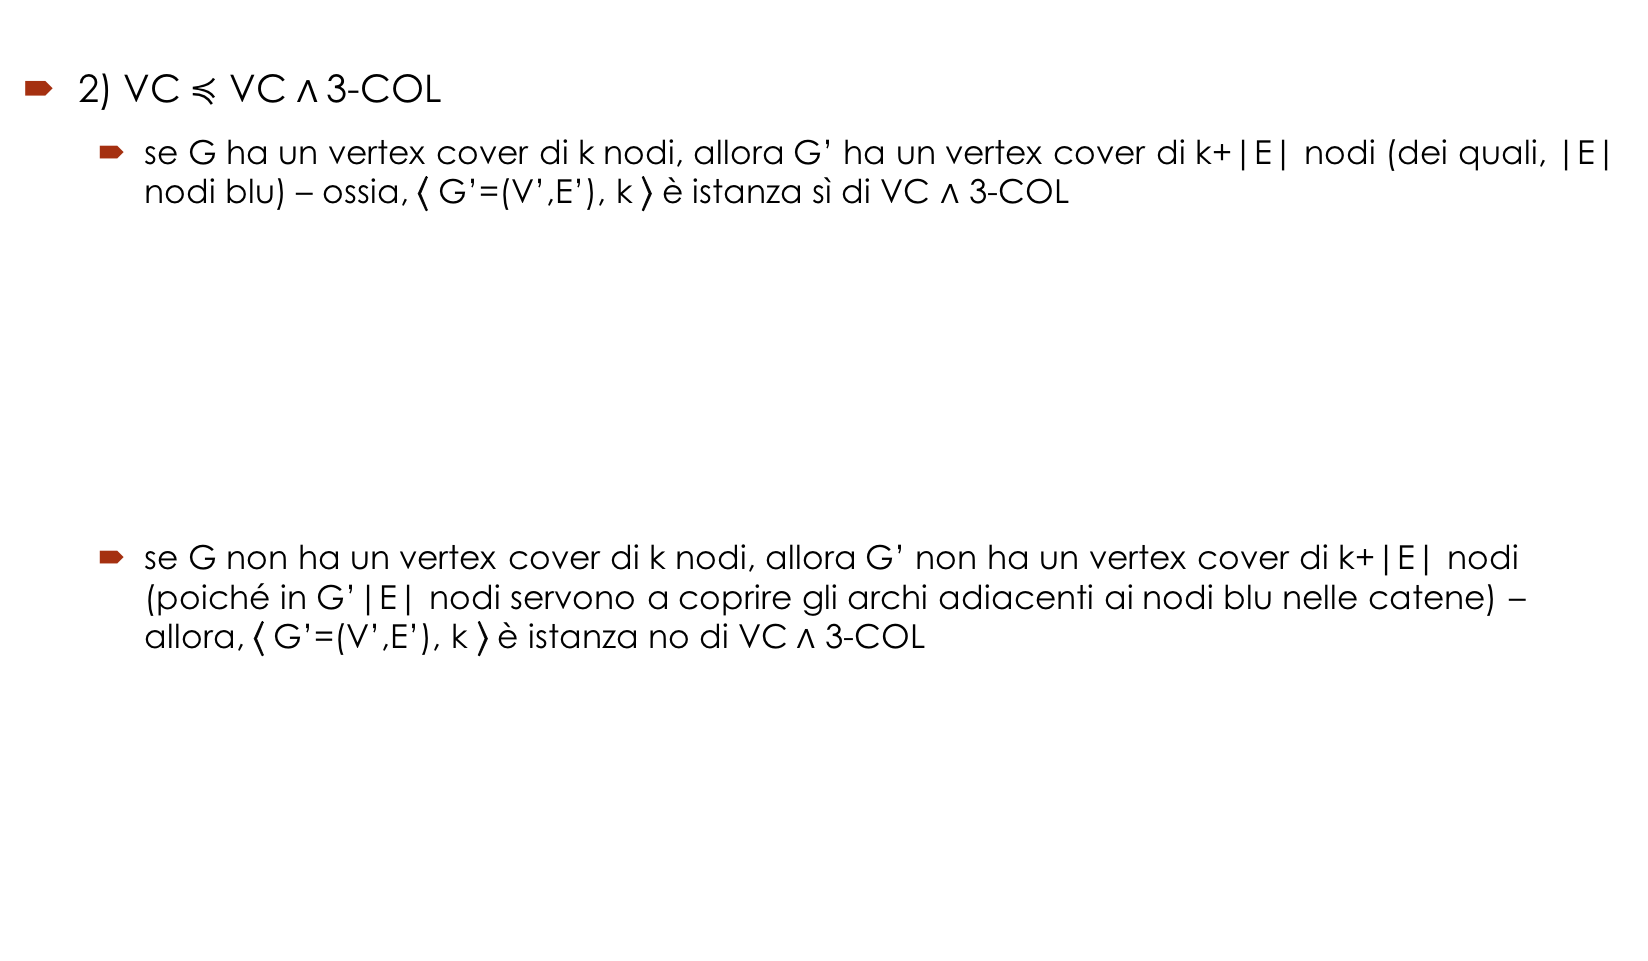 2) VC ≼ VC ∧ 3-COL
se G ha un vertex cover di k nodi, allora G’ ha un vertex cover di k+|E| nodi (dei quali, |E|
nodi blu) – ossia, ⟨ G’=(V’,E’), k ⟩ è istanza sì di VC ∧ 3-COL
se G non ha un vertex cover di k nodi, allora G’ non ha un vertex cover di k+|E| nodi
(poiché in G’ |E| nodi servono a coprire gli archi adiacenti ai nodi blu nelle catene) –
allora, ⟨ G’=(V’,E’), k ⟩ è istanza no di VC ∧ 3-COL